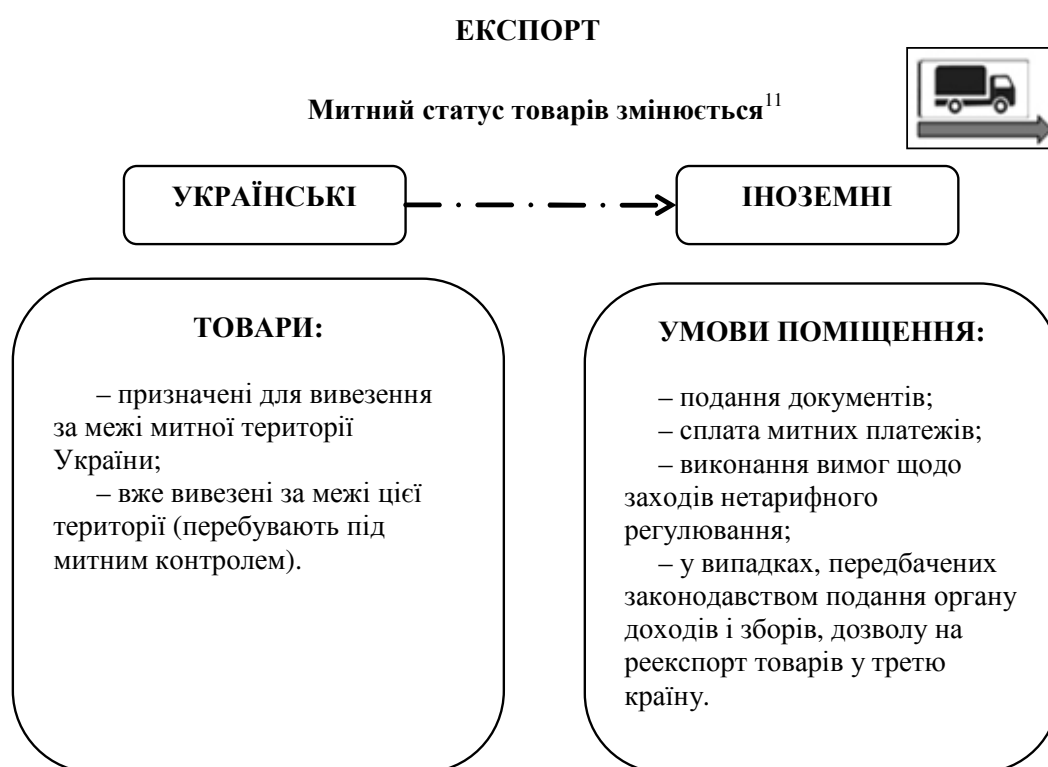 ЕКСПОРТ
Митний статус товарів змінюється11
УКРАЇНСЬКІ
ІНОЗЕМНІ
ТОВАРИ:
– призначені для вивезення
за межі митної території
України;
– вже вивезені за межі цієї
території (перебувають під
митним контролем).
УМОВИ ПОМІЩЕННЯ:
– подання документів;
– сплата митних платежів;
– виконання вимог щодо
заходів нетарифного
регулювання;
– у випадках, передбачених
законодавством подання органу
доходів і зборів, дозволу на
реекспорт товарів у третю
країну.